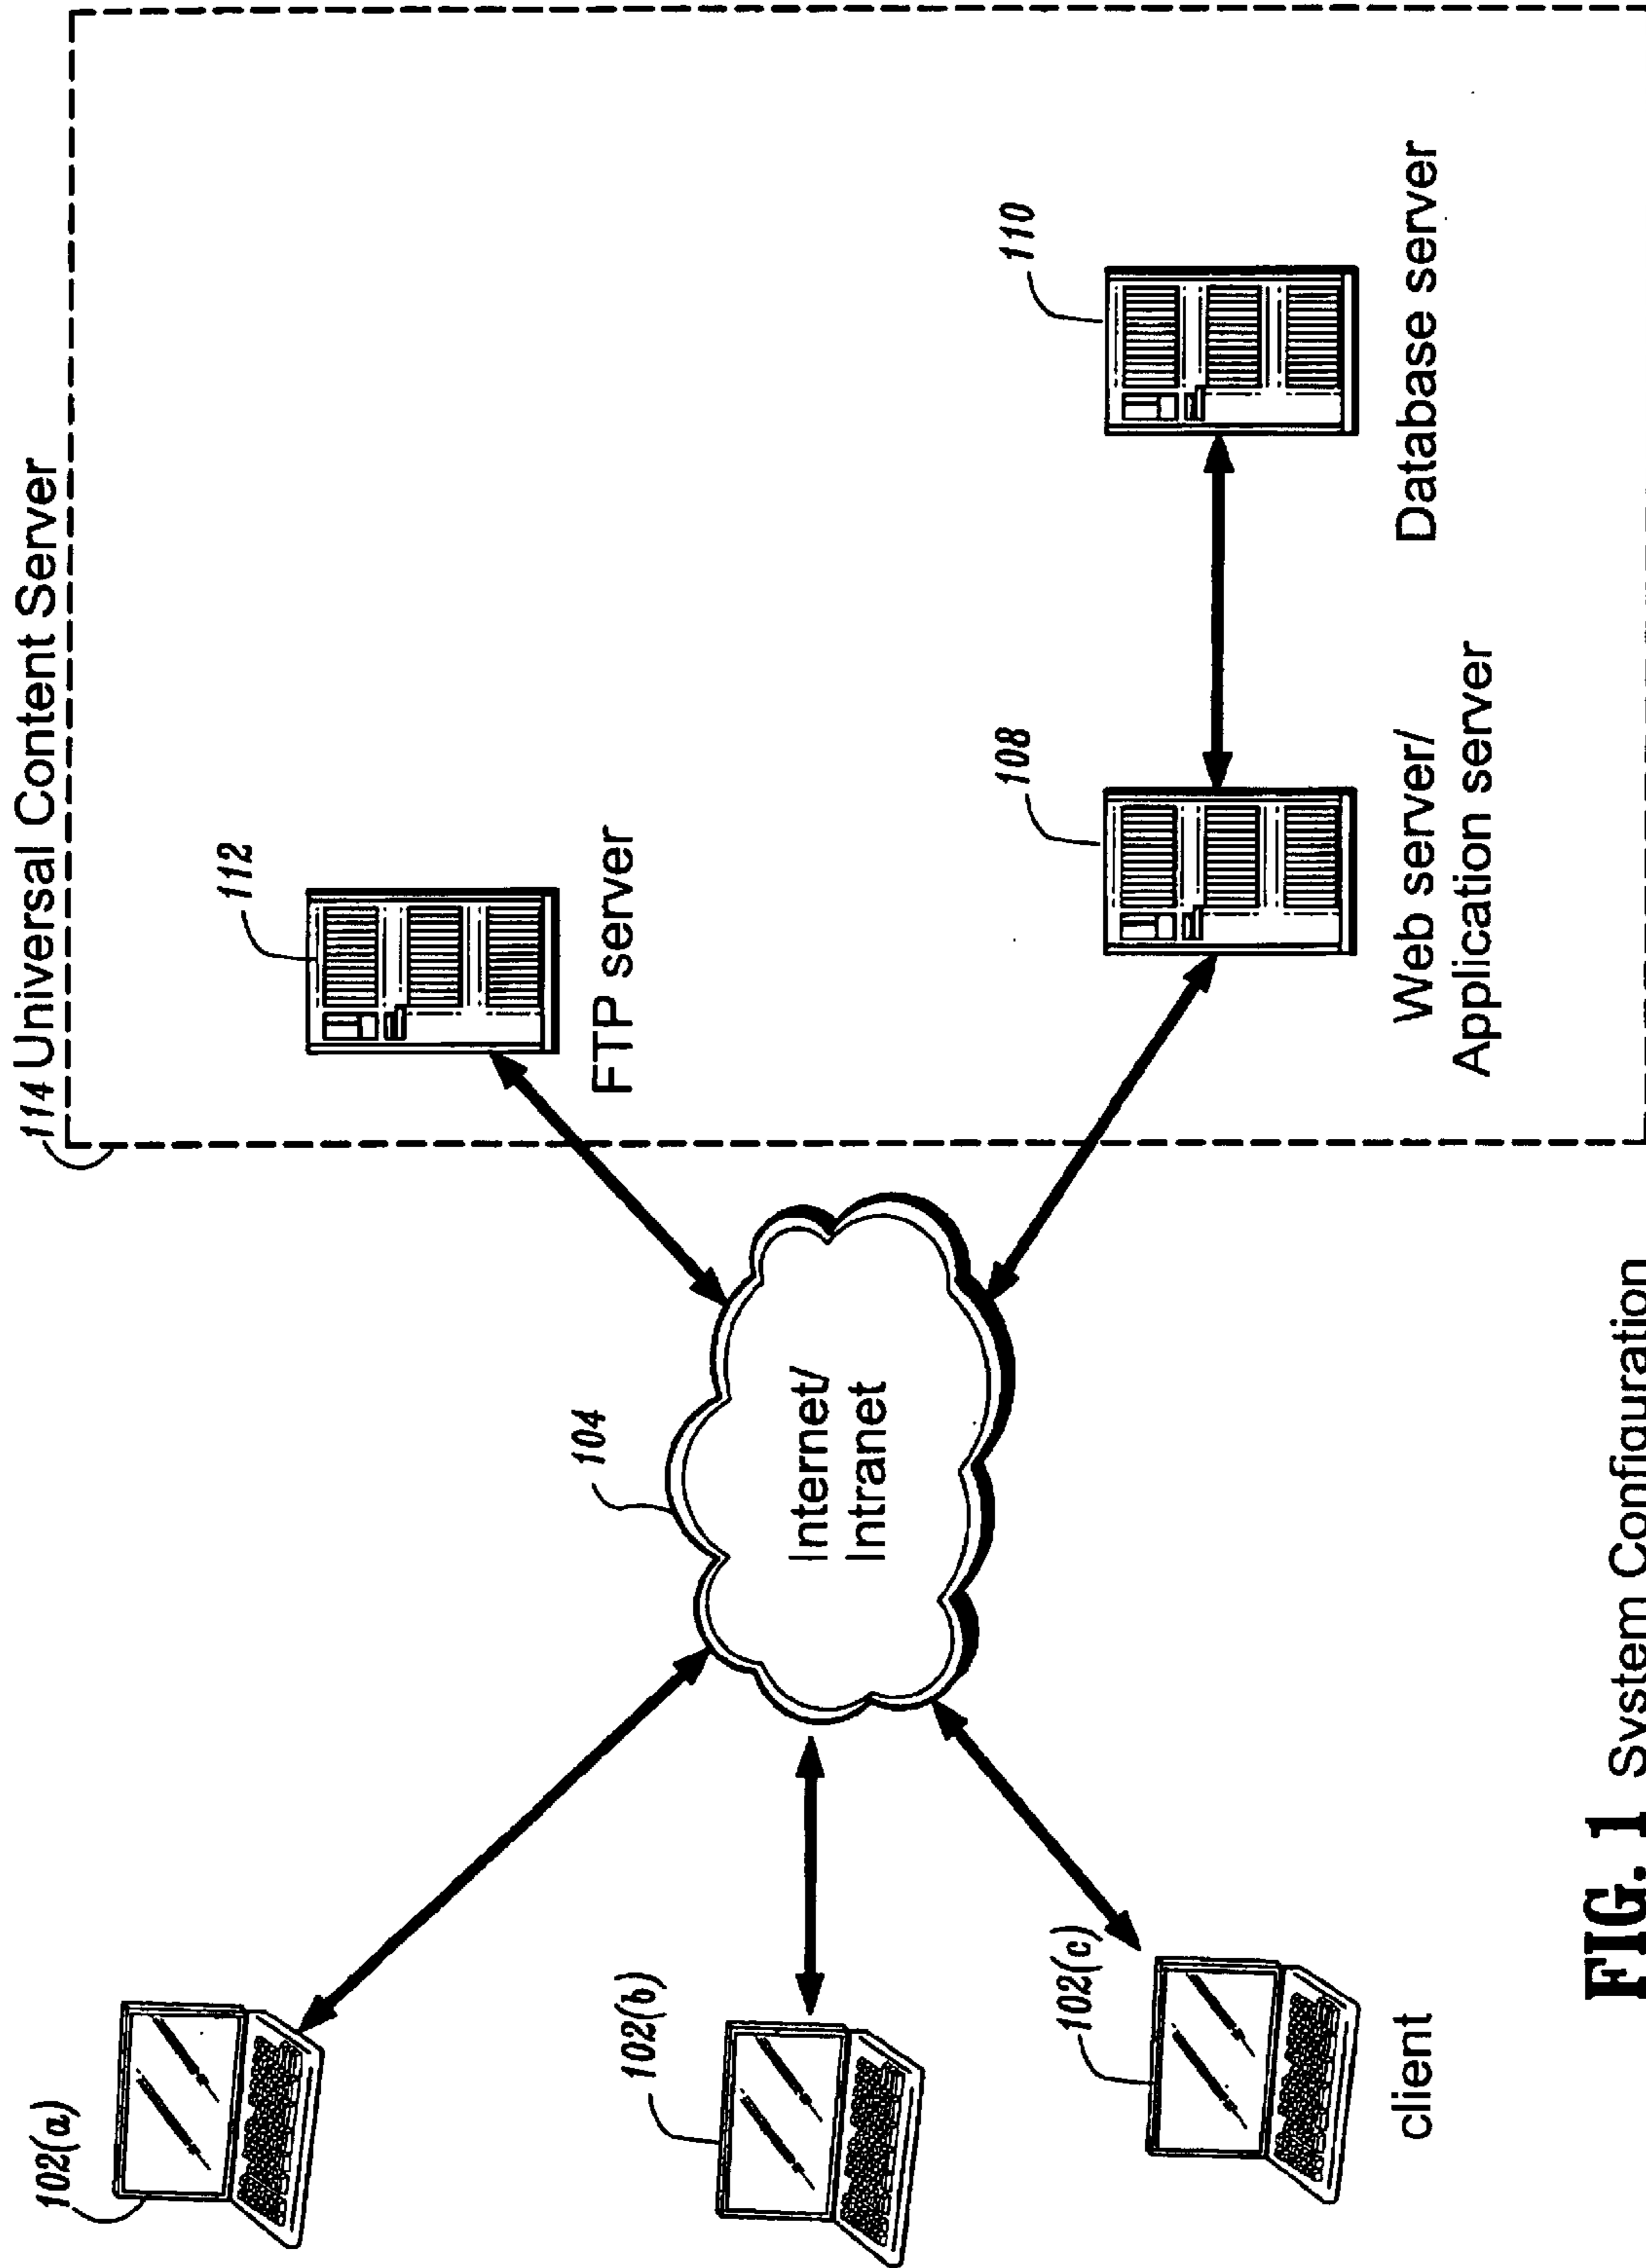 114 Universal Content Server
112
FTP server
102(a)
104
Internet/
Intranet
102(b)
108
110
Web server/
Application server
Database server
102(c)
client
FIG. 1 System Configuration